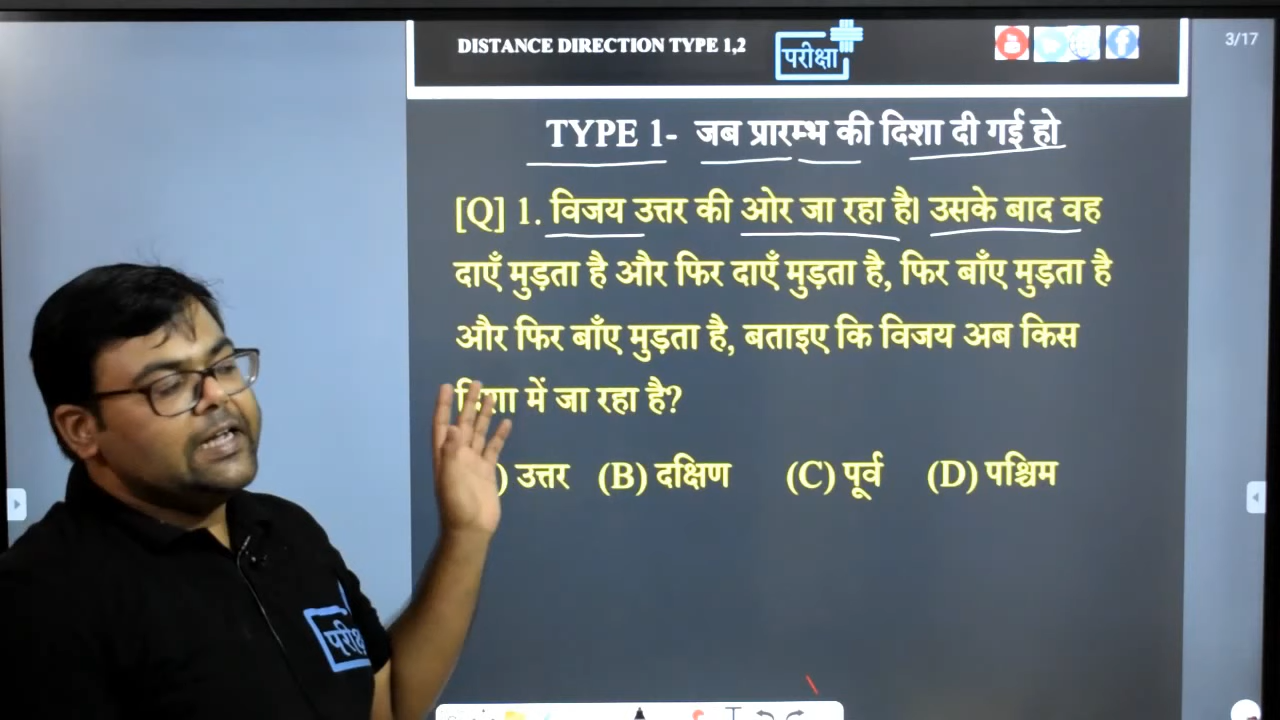 DISTANCE DIRECTION TYPE 1,2
परीक्षा
3/17
TYPE 1- जब प्रारम्भ की दिशा दी गई हो
[Q] 1. विजय उत्तर की ओर जा रहा है। उसके बाद वह
दाएँ मुड़ता है और फिर दाएँ मुड़ता है, फिर बाँए मुड़ता है
और फिर बाँए मुड़ता है, बताइए कि विजय अब किस
दिशा में जा रहा है?
) उत्तर (B) दक्षिण (C) पूर्व (D) पश्चिम
परीक्षा